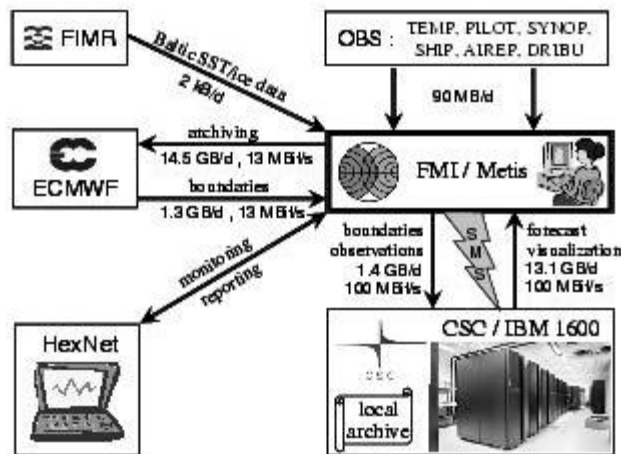 FIMR
OBS :
TEMP, PILOT, SYNOP,
SHIP, AIREP, DRIBU
Baltic SST/ice data
2 kB/d
90 MB/d
archiving
14.5 GB/d , 13 MBit/s
ECMWF
boundaries
1.3 GB/d , 13 MBit/s
FMI / Metis
monitoring
reporting
boundaries
observations
1.4 GB/d
100 MBit/s
SMS
forecast
visualization
13.1 GB/d
100 MBit/s
HexNet
CSC / IBM 1600
CSC
local
archive